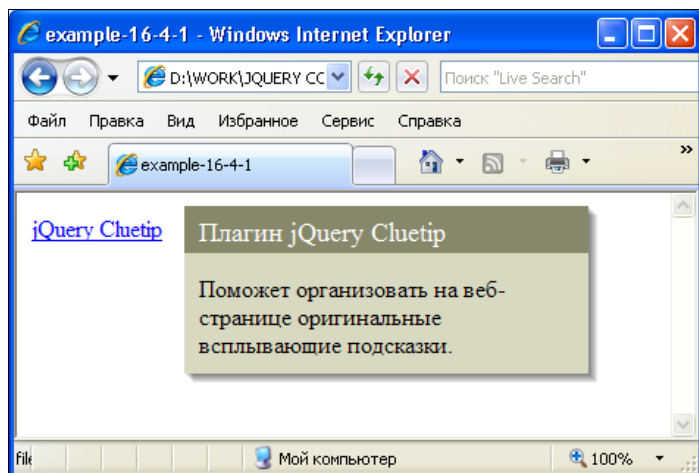 example-16-4-1 - Windows Internet Explorer
D:\WORK\JQUERY CC
Поиск "Live Search"
Файл Правка Вид Избранное Сервис Справка
example-16-4-1
»
jQuery Cluetip
Плагин jQuery Cluetip
Поможет организовать на веб-
странице оригинальные
всплывающие подсказки.
file
Мой компьютер
100%